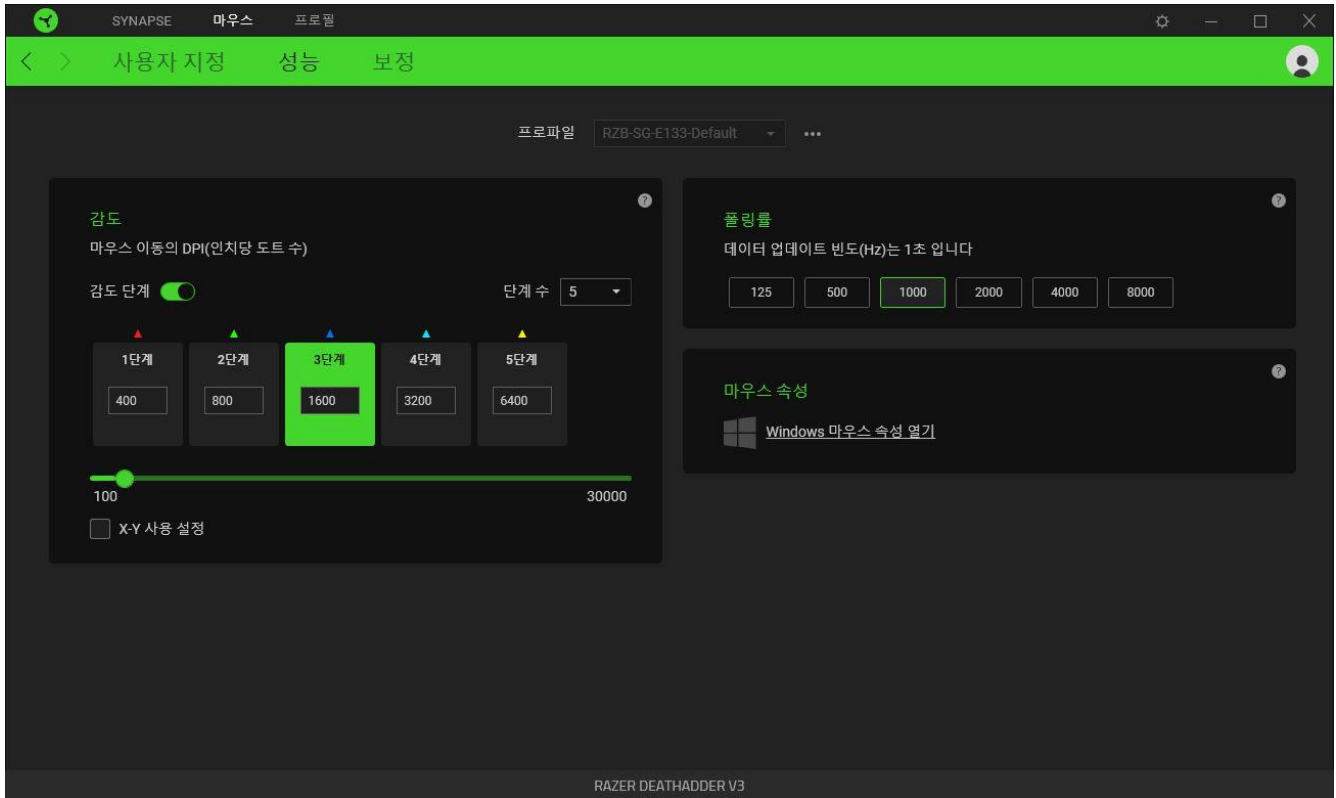 SYNAPSE 마우스 프로필
사용자 지정 성능 보정
프로파일 RZB-SG-E133-Default
감도
마우스 이동의 DPI(인치당 도트 수)
감도 단계 단계 수 5
1단계 2단계 3단계 4단계 5단계
400 800 1600 3200 6400
100 30000
X-Y 사용 설정
폴링률
데이터 업데이트 빈도(Hz)는 1초 입니다
125 500 1000 2000 4000 8000
마우스 속성
Windows 마우스 속성 열기
RAZER DEATHADDER V3